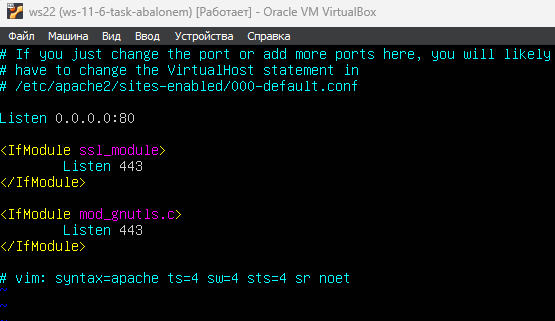 ws22 (ws-11-6-task-abalonem) [Работает] - Oracle VM VirtualBox
Файл Машина Вид Ввод Устройства Справка
# If you just change the port or add more ports here, you will likely
# have to change the VirtualHost statement in
# /etc/apache2/sites-enabled/000-default.conf
Listen 0.0.0.0:80
<IfModule ssl_module>
Listen 443
</IfModule>
<IfModule mod_gnutls.c>
Listen 443
</IfModule>
# vim: syntax=apache ts=4 sw=4 sts=4 sr noet
~
~
~